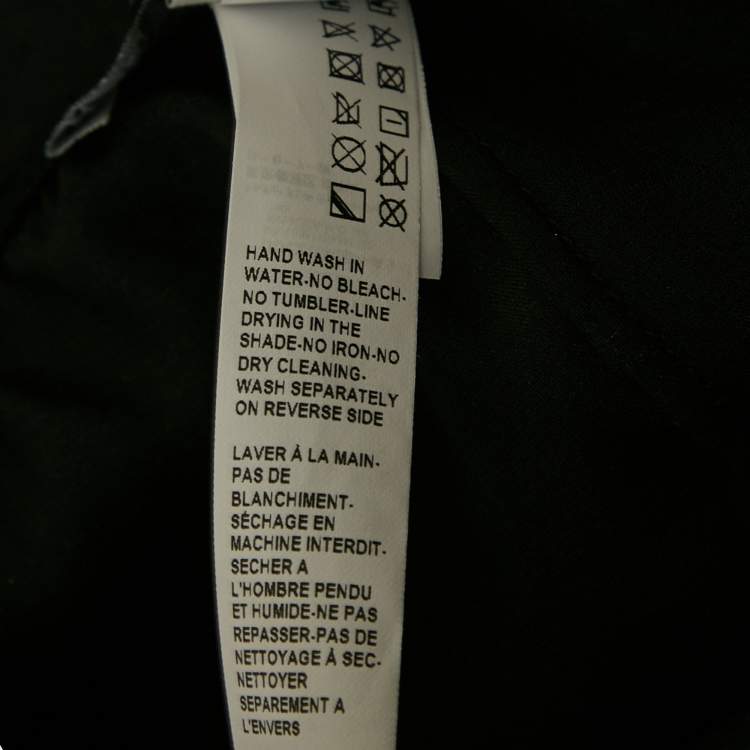 HAND WASH IN
WATER-NO BLEACH-
NO TUMBLER-LINE
DRYING IN THE
SHADE-NO IRON-NO
DRY CLEANING-
WASH SEPARATELY
ON REVERSE SIDE
LAVER À LA MAIN-
PAS DE
BLANCHIMENT-
SÉCHAGE EN
MACHINE INTERDIT-
SECHER A
L'HOMBRE PENDU
ET HUMIDE-NE PAS
REPASSER-PAS DE
NETTOYAGE À SEC-
NETTOYER
SEPAREMENT A
L'ENVERS